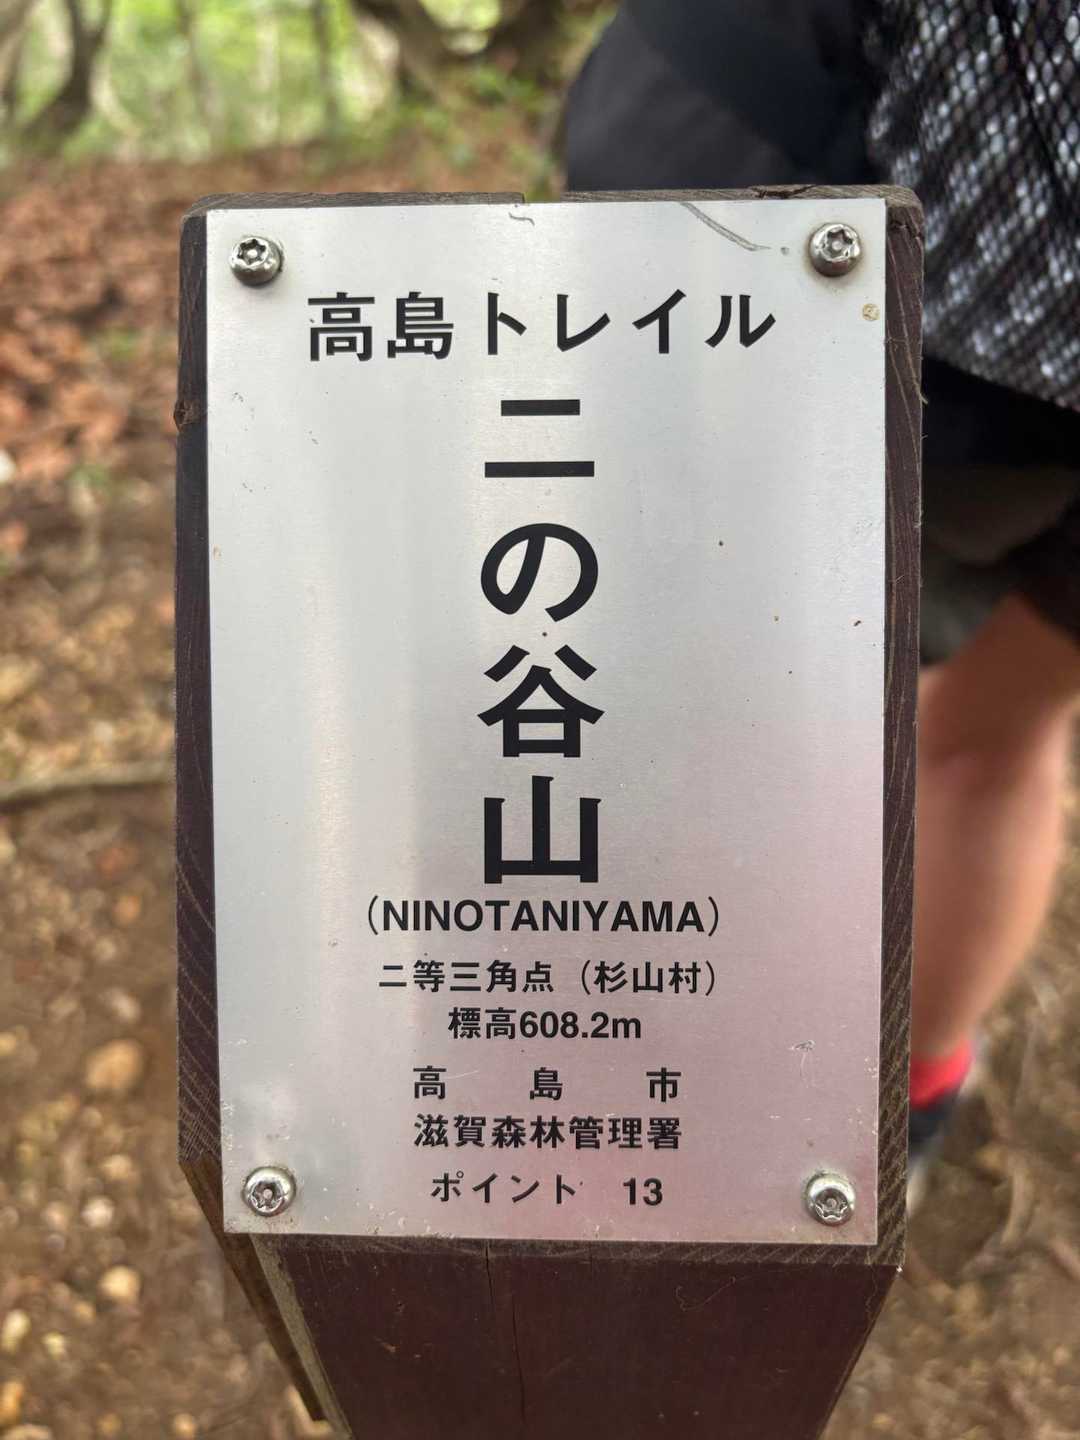 高島トレイル
二の谷山
（NINOTANIYAMA）
二等三角点（杉山村）
標高608.2m
高島市
滋賀森林管理署
ポイント 13